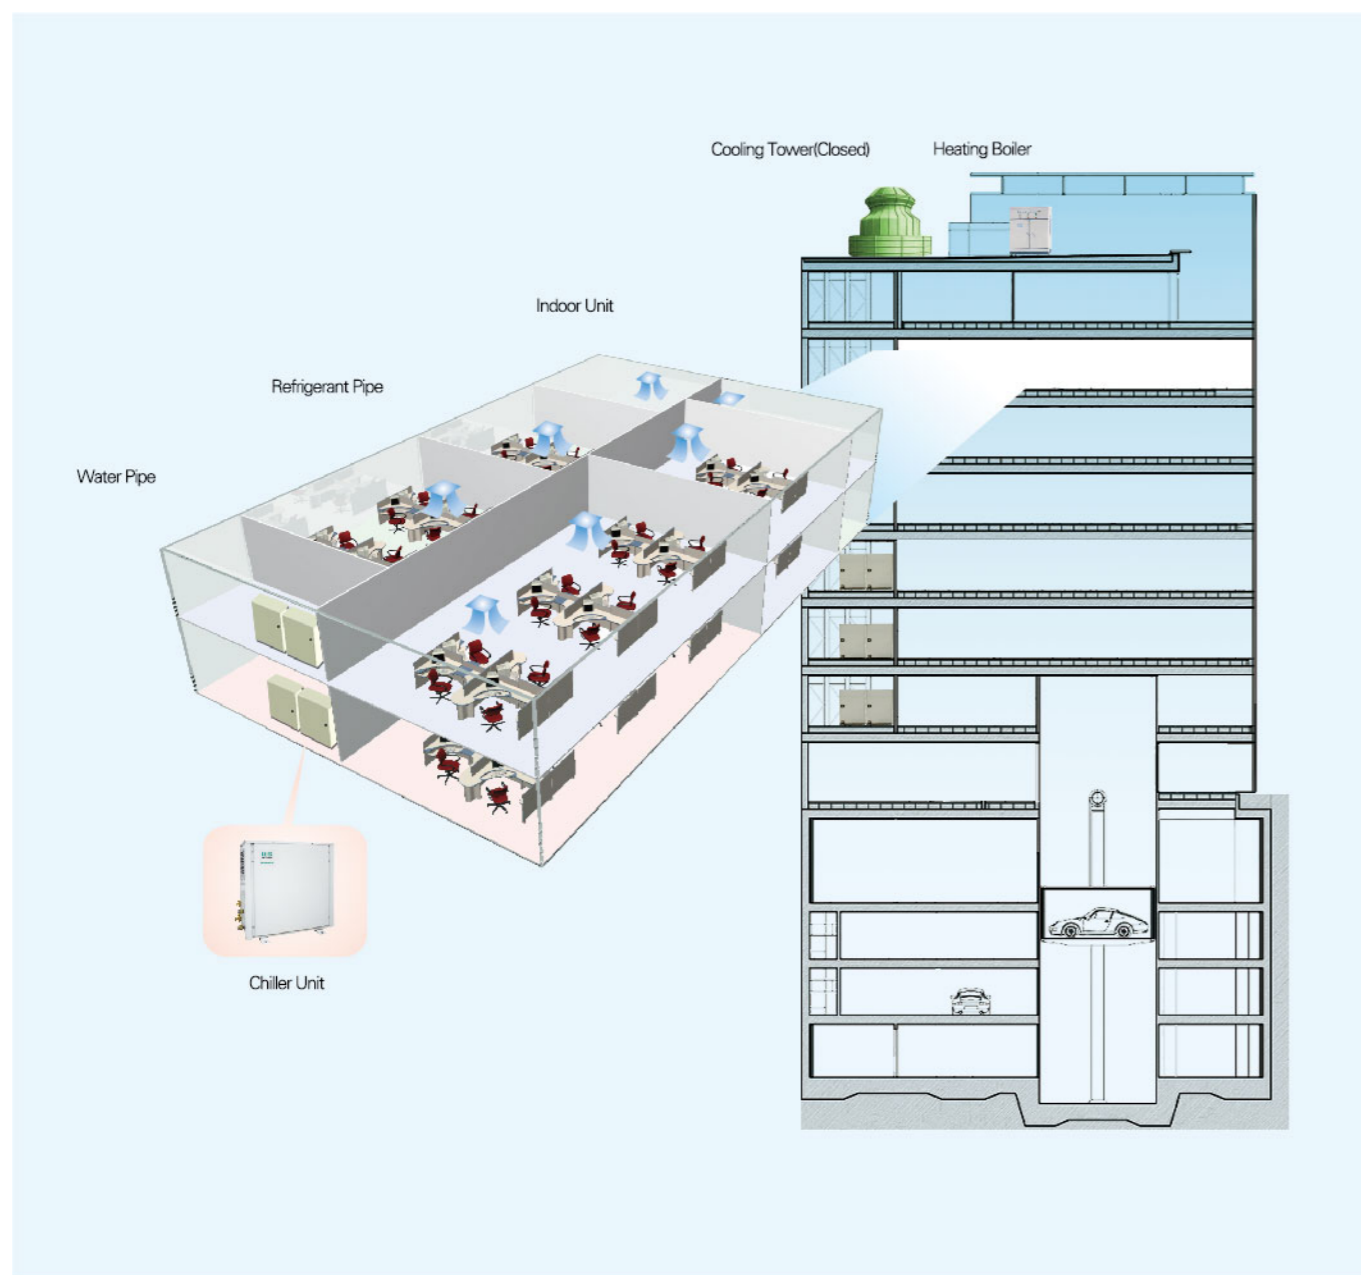 Cooling Tower(Closed)
Heating Boiler
Indoor Unit
Refrigerant Pipe
Water Pipe
Chiller Unit